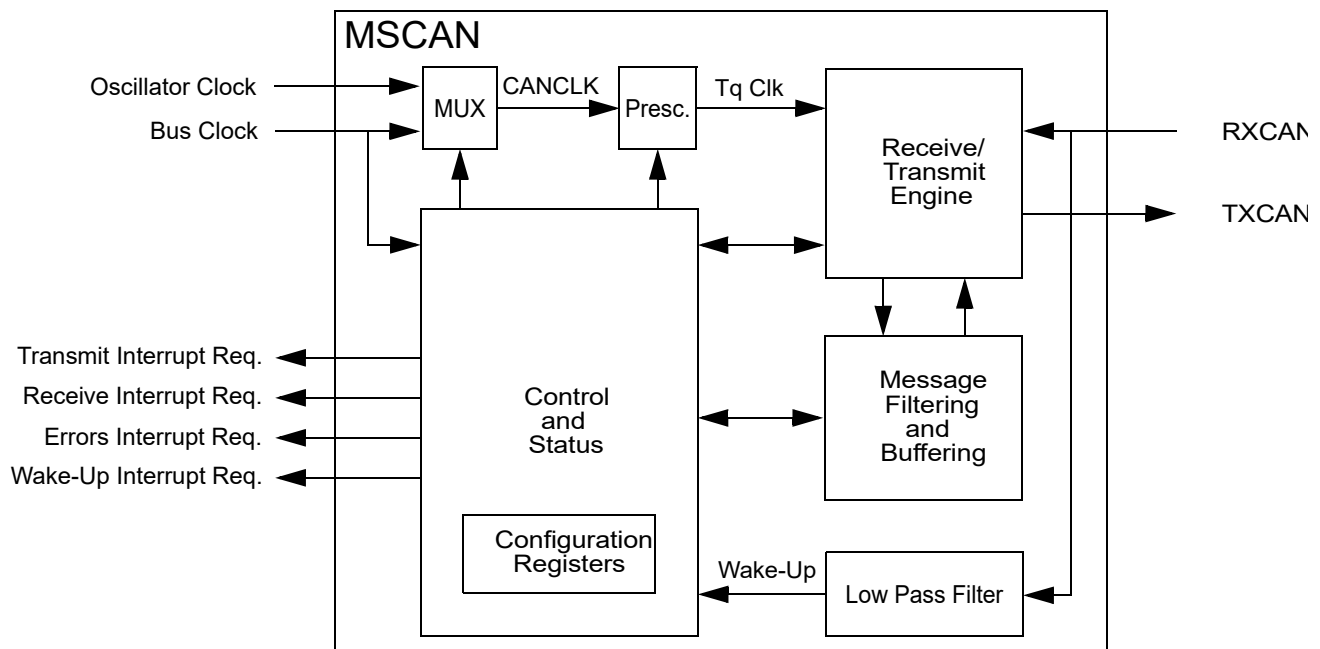 MSCAN
Oscillator Clock
Bus Clock
MUX
CANCLK
Presc.
Tq Clk
Receive/
Transmit
Engine
RXCAN
TXCAN
Transmit Interrupt Req.
Receive Interrupt Req.
Errors Interrupt Req.
Wake-Up Interrupt Req.
Control
and
Status
Message
Filtering
and
Buffering
Configuration
Registers
Wake-Up
Low Pass Filter